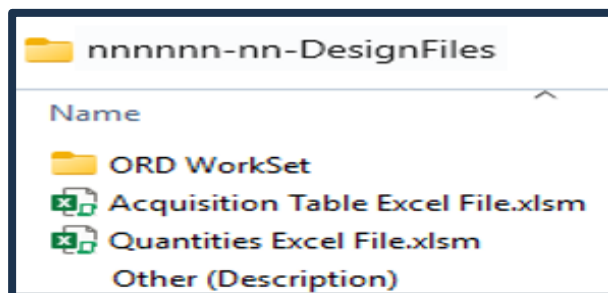 nnnnnn-nn-DesignFiles
Name
ORD WorkSet
Acquisition Table Excel File.xlsm
Quantities Excel File.xlsm
Other (Description)